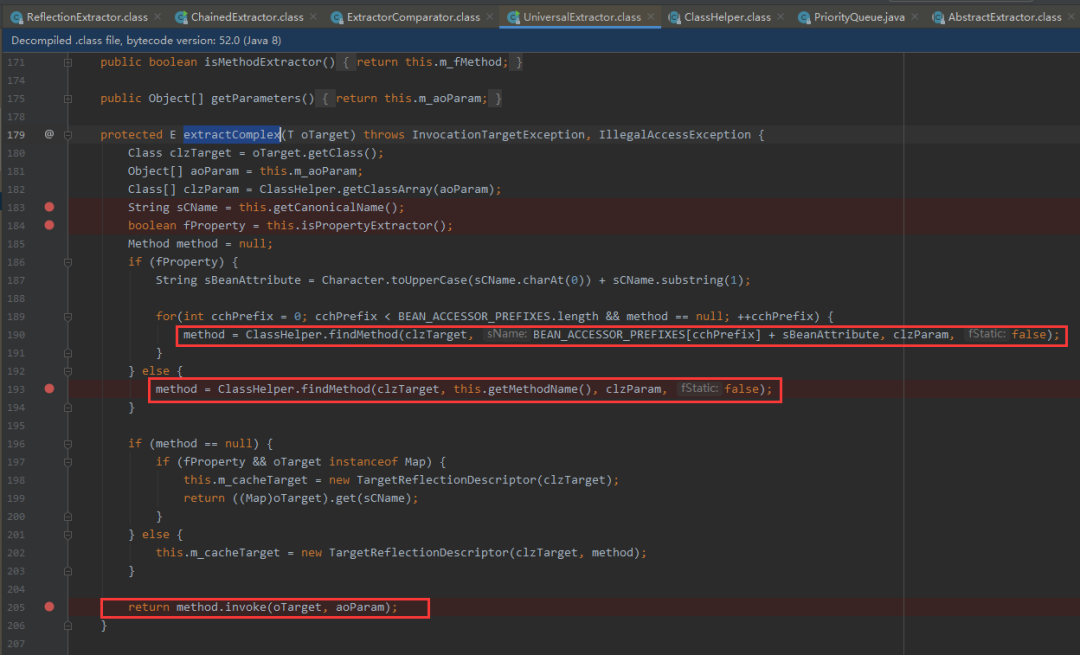 ReflectionExtractor.class × ChainedExtractor.class × ExtractorComparator.class × UniversalExtractor.class × ClassHelper.class × PriorityQueue.java × AbstractExtractor.class ×
Decompiled .class file, bytecode version: 52.0 (Java 8)
171 public boolean isMethodExtractor() { return this.m_fMethod; }
174
175 public Object[] getParameters() { return this.m_aoParam; }
178
179 @ protected E extractComplex(T oTarget) throws InvocationTargetException, IllegalAccessException {
180 Class clzTarget = oTarget.getClass();
181 Object[] aoParam = this.m_aoParam;
182 Class[] clzParam = ClassHelper.getClassArray(aoParam);
183 String sCName = this.getCanonicalName();
184 boolean fProperty = this.isPropertyExtractor();
185 Method method = null;
186 if (fProperty) {
187 String sBeanAttribute = Character.toUpperCase(sCName.charAt(0)) + sCName.substring(1);
188
189 for(int cchPrefix = 0; cchPrefix < BEAN_ACCESSOR_PREFIXES.length && method == null; ++cchPrefix) {
190 method = ClassHelper.findMethod(clzTarget, sName: BEAN_ACCESSOR_PREFIXES[cchPrefix] + sBeanAttribute, clzParam, fStatic: false);
191 }
192 } else {
193 method = ClassHelper.findMethod(clzTarget, this.getMethodName(), clzParam, fStatic: false);
194 }
195
196 if (method == null) {
197 if (fProperty && oTarget instanceof Map) {
198 this.m_cacheTarget = new TargetReflectionDescriptor(clzTarget);
199 return ((Map)oTarget).get(sCName);
200 }
201 } else {
202 this.m_cacheTarget = new TargetReflectionDescriptor(clzTarget, method);
203 }
204
205 return method.invoke(oTarget, aoParam);
206 }
207